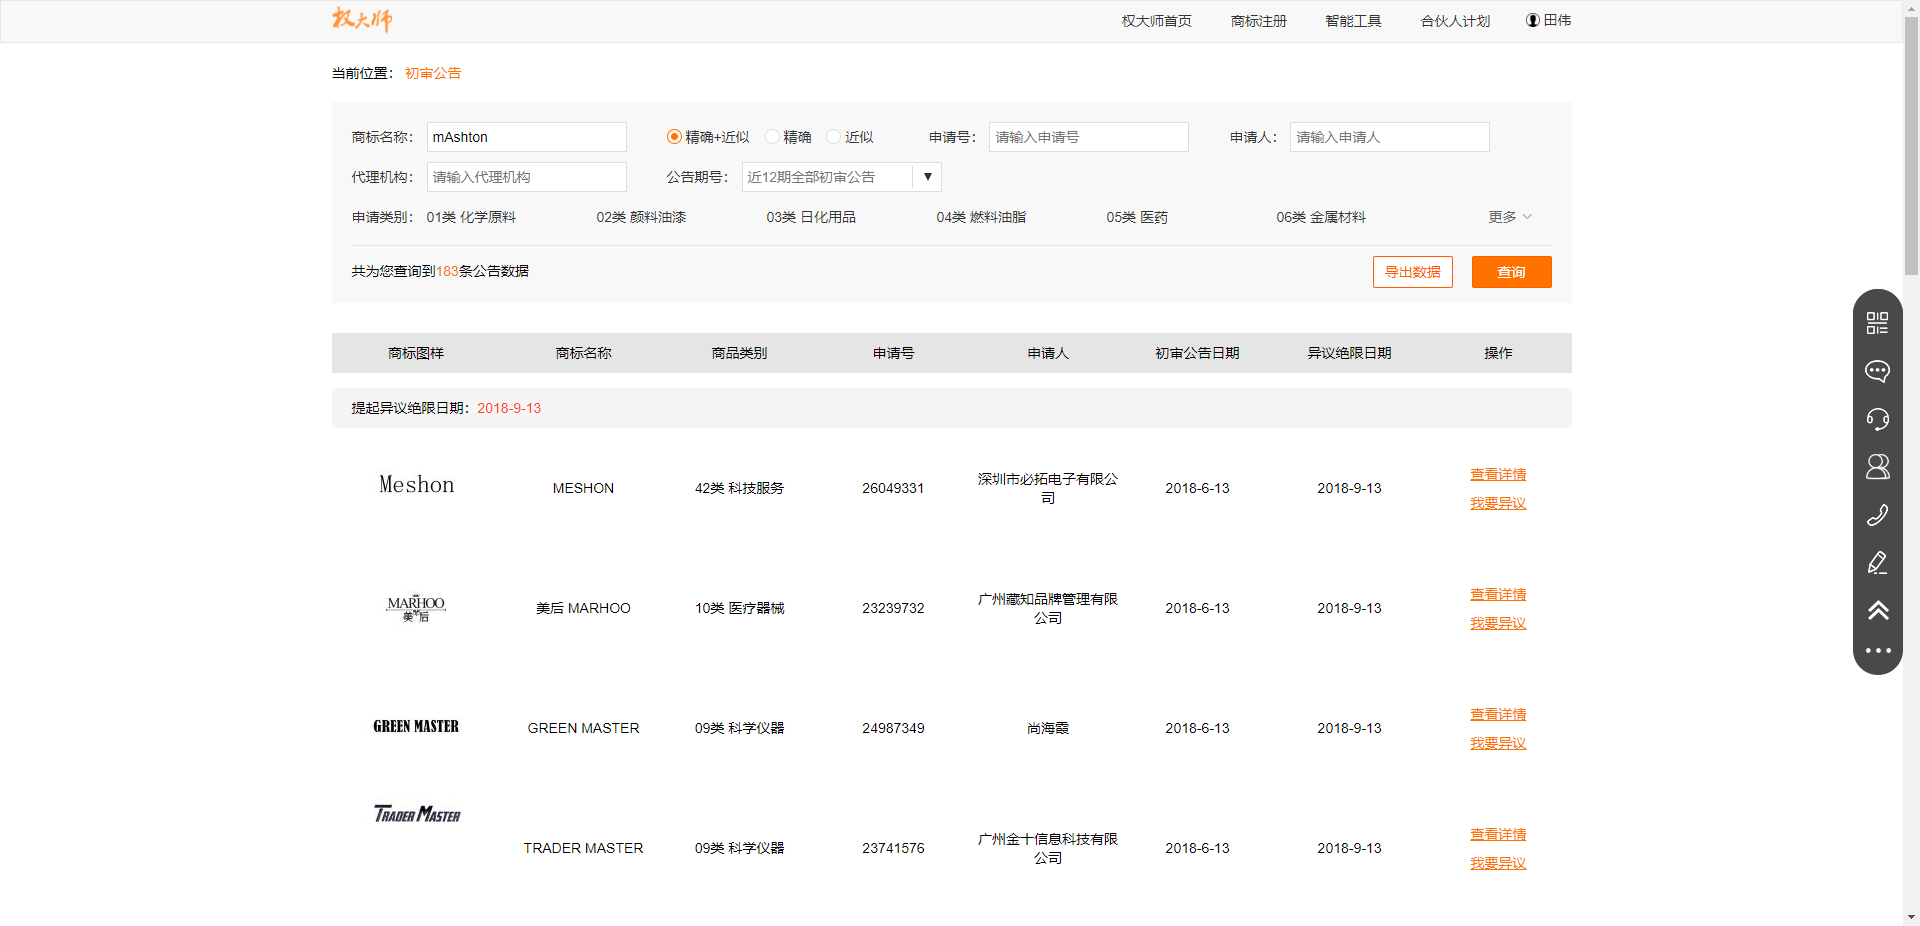 权大师 权大师首页 商标注册 智能工具 合伙人计划 田伟
当前位置： 初审公告
商标名称： mAshton 精确+近似 精确 近似 申请号： 请输入申请号 申请人： 请输入申请人
代理机构： 请输入代理机构 公告期号： 近12期全部初审公告
申请类别： 01类 化学原料 02类 颜料油漆 03类 日化用品 04类 燃料油脂 05类 医药 06类 金属材料 更多
共为您查询到183条公告数据 导出数据 查询
商标图样 商标名称 商品类别 申请号 申请人 初审公告日期 异议绝限日期 操作
提起异议绝限日期：2018-9-13
Meshon MESHON 42类 科技服务 26049331 深圳市必拓电子有限公司 2018-6-13 2018-9-13 查看详情
我要异议
MARHOO
美后 美后 MARHOO 10类 医疗器械 23239732 广州藏知品牌管理有限公司 2018-6-13 2018-9-13 查看详情
我要异议
GREEN MASTER GREEN MASTER 09类 科学仪器 24987349 尚海霞 2018-6-13 2018-9-13 查看详情
我要异议
TRADER MASTER TRADER MASTER 09类 科学仪器 23741576 广州金十信息科技有限公司 2018-6-13 2018-9-13 查看详情
我要异议